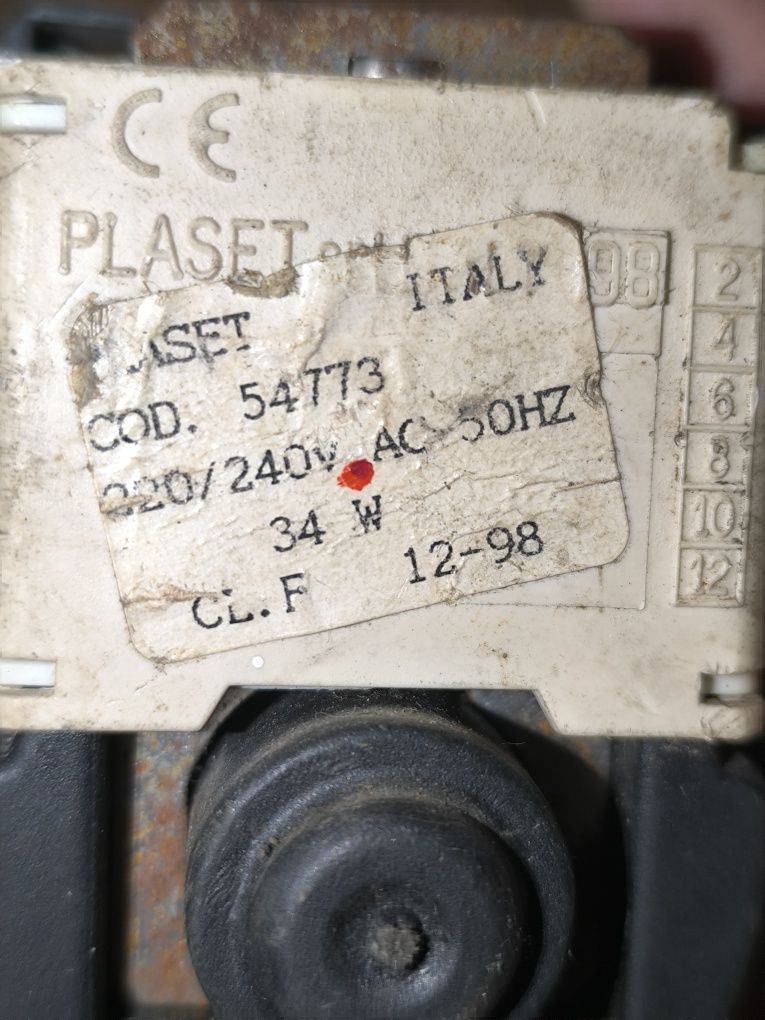 CE
PLASET
98
ITALY
COD. 54773
220/240V AC 50HZ
34 W
CL.F 12-98
2
4
6
8
10
12